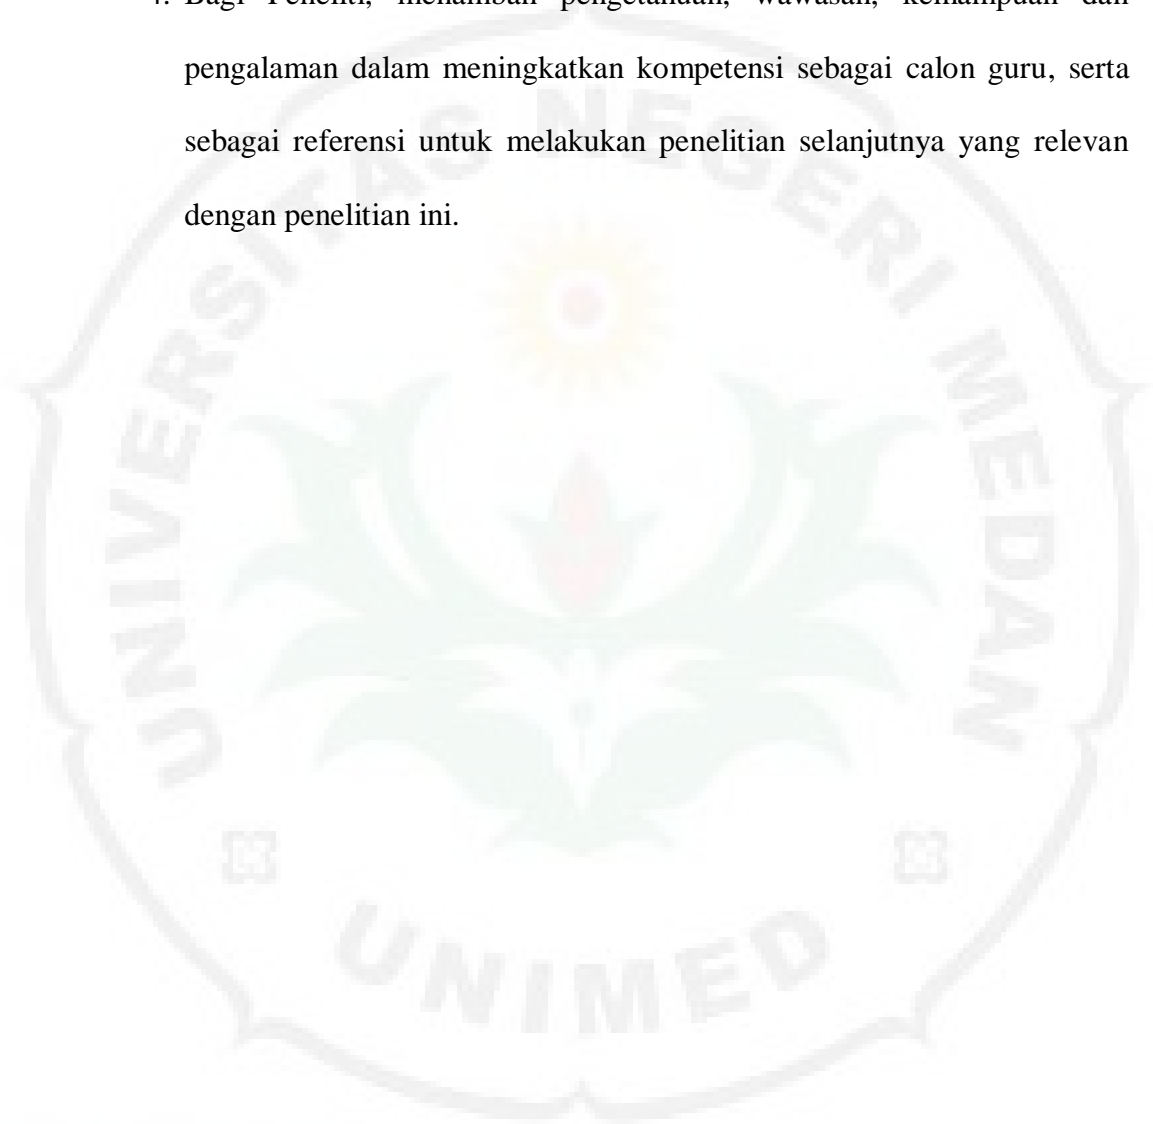 4. Bagi Peneliti, menambah pengetahuan, wawasan, kemampuan dan
pengalaman dalam meningkatkan kompetensi sebagai calon guru, serta
sebagai referensi untuk melakukan penelitian selanjutnya yang relevan
dengan penelitian ini.
UNIVERSITAS NEGERI MEDAN
UNIMED